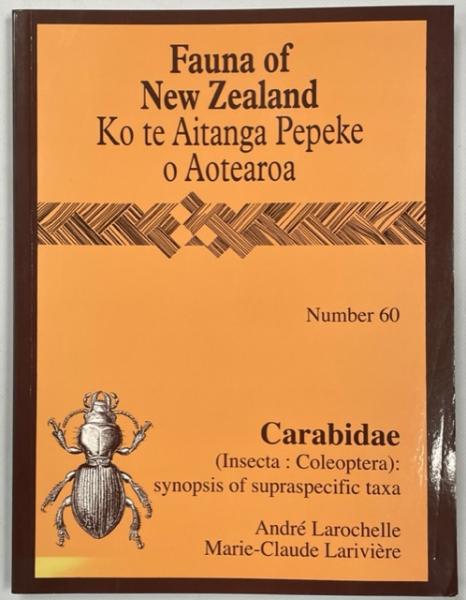 Fauna of
New Zealand
Ko te Aitanga Pepeke
o Aotearoa
Number 60
Carabidae
(Insecta : Coleoptera):
synopsis of supraspecific taxa
André Larochelle
Marie-Claude Larivière